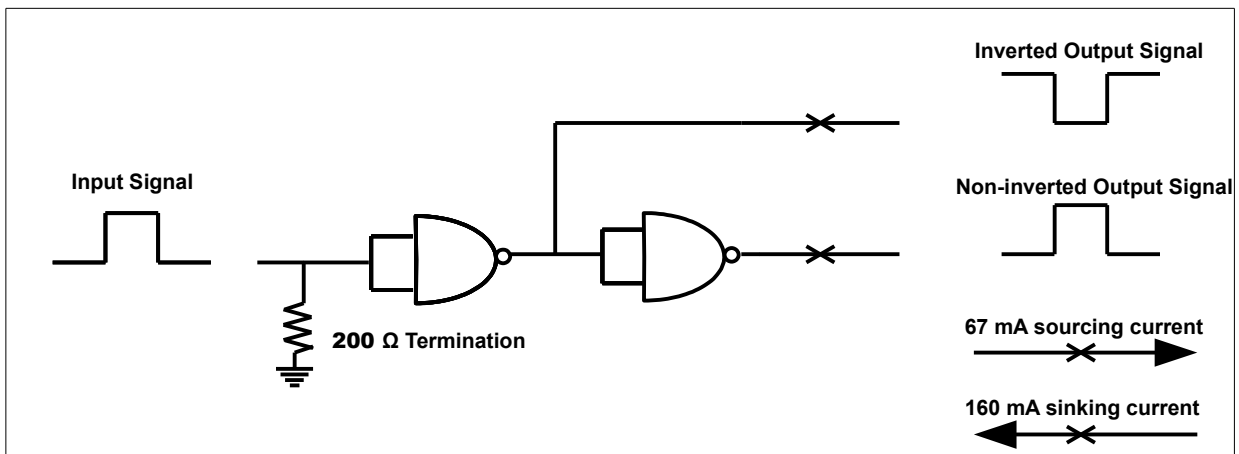 Inverted Output Signal
Input Signal
Non-inverted Output Signal
200 Ω Termination
67 mA sourcing current
160 mA sinking current